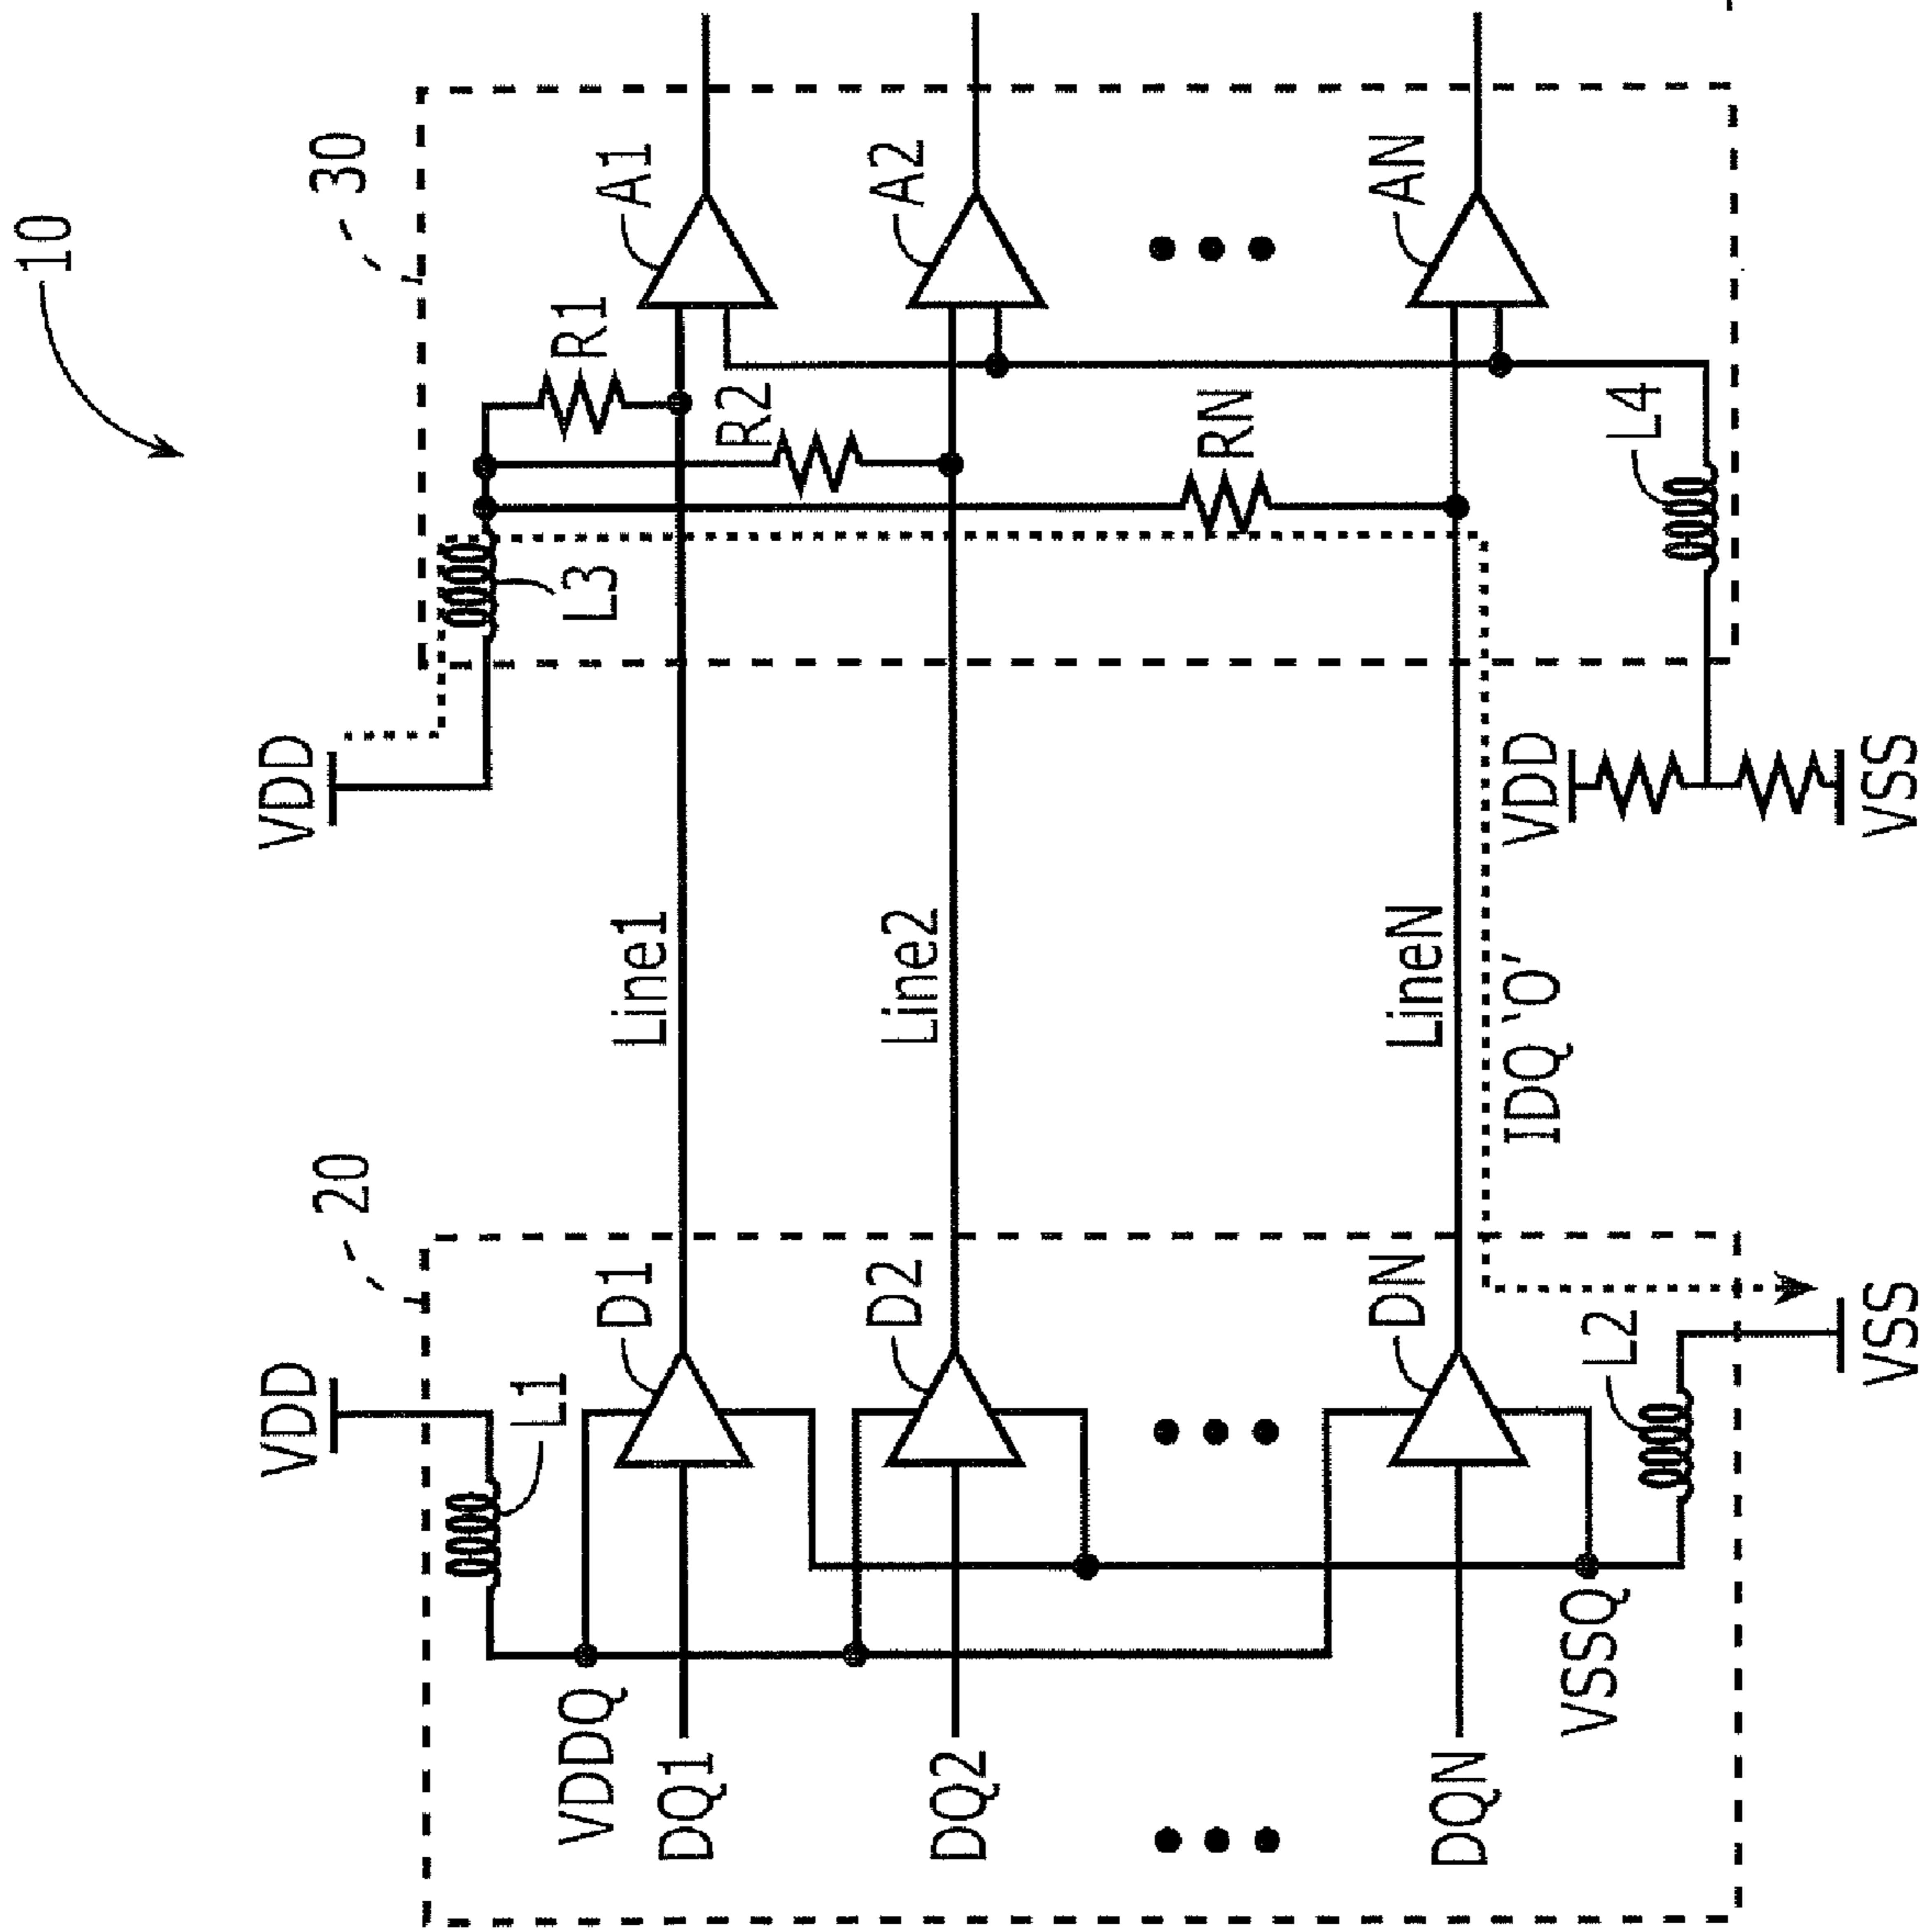 10
20
30
VDD
VDD
L1
L3
R1
VDDQ
D1
Line1
A1
DQ1
R2
D2
Line2
A2
DQ2
RN
DN
LineN
AN
DQN
IDQ ‘O’
VDD
VSSQ
L2
L4
VSS
VSS